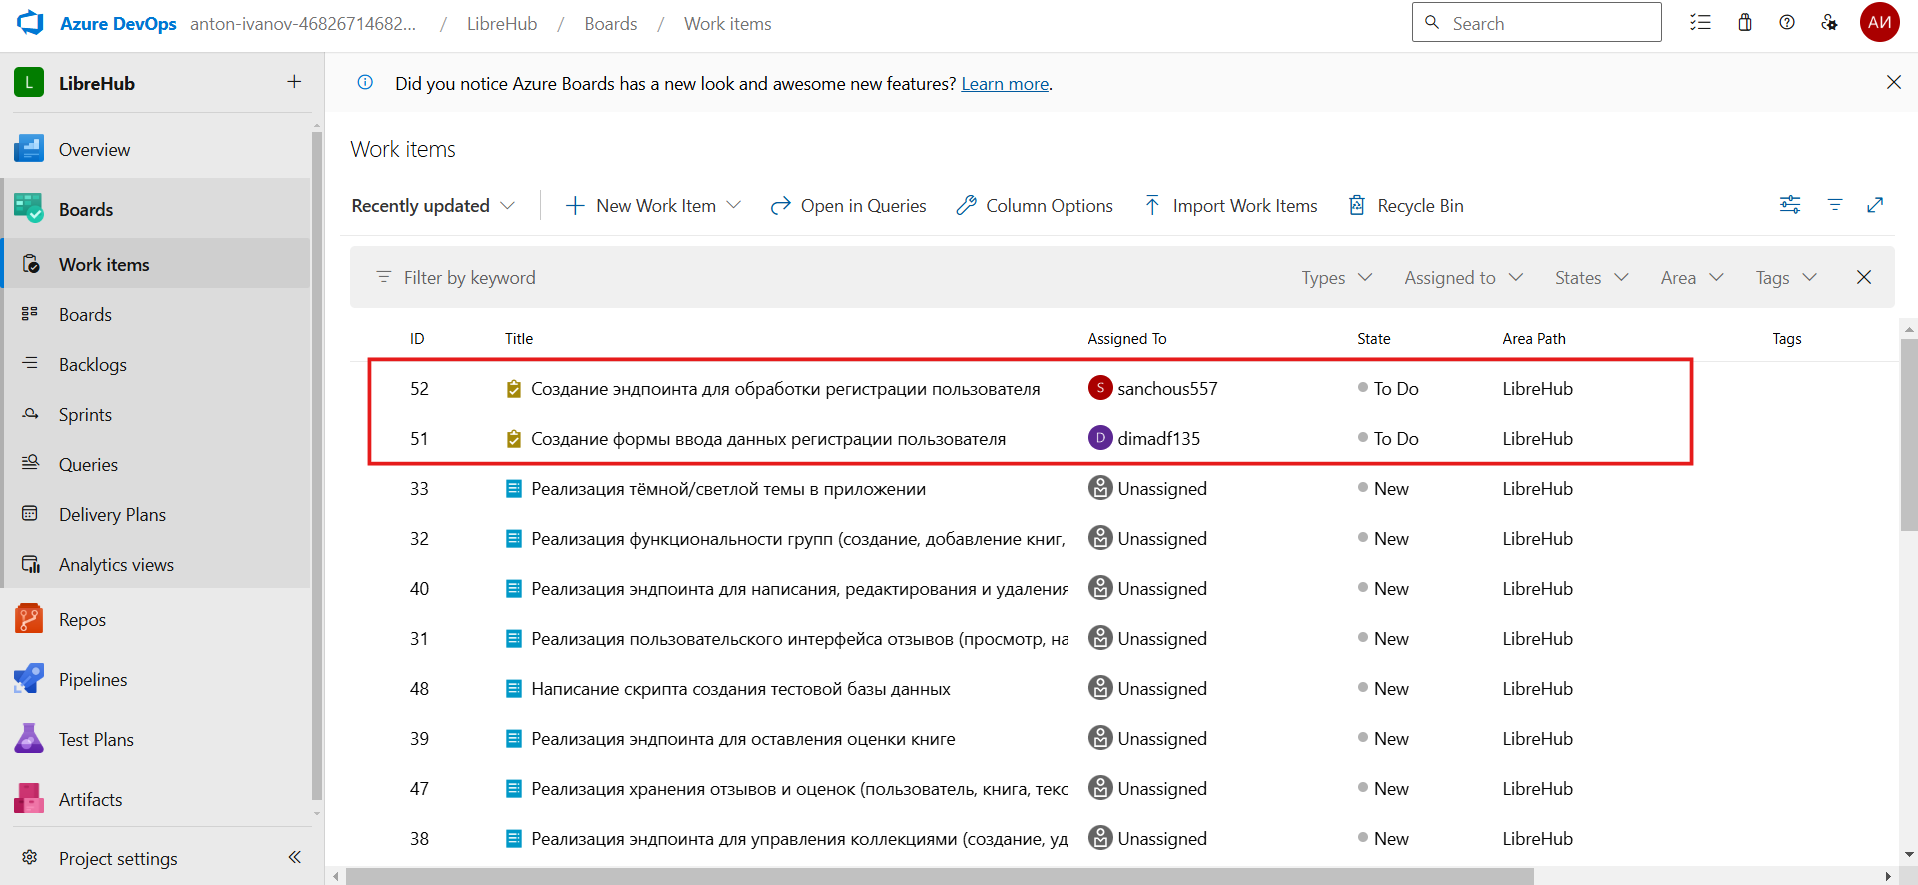 Azure DevOps anton-ivanov-46826714682... / LibreHub / Boards / Work items Search АИ
L LibreHub
Did you notice Azure Boards has a new look and awesome new features? Learn more.
Overview
Boards
Work items
Boards
Backlogs
Sprints
Queries
Delivery Plans
Analytics views
Repos
Pipelines
Test Plans
Artifacts
Project settings
Work items
Recently updated New Work Item Open in Queries Column Options Import Work Items Recycle Bin
Filter by keyword Types Assigned to States Area Tags
ID Title Assigned To State Area Path Tags
52 Создание эндпоинта для обработки регистрации пользователя S sanchous557 To Do LibreHub
51 Создание формы ввода данных регистрации пользователя D dimadf135 To Do LibreHub
33 Реализация тёмной/светлой темы в приложении Unassigned New LibreHub
32 Реализация функциональности групп (создание, добавление книг, Unassigned New LibreHub
40 Реализация эндпоинта для написания, редактирования и удаления Unassigned New LibreHub
31 Реализация пользовательского интерфейса отзывов (просмотр, на Unassigned New LibreHub
48 Написание скрипта создания тестовой базы данных Unassigned New LibreHub
39 Реализация эндпоинта для оставления оценки книге Unassigned New LibreHub
47 Реализация хранения отзывов и оценок (пользователь, книга, текс Unassigned New LibreHub
38 Реализация эндпоинта для управления коллекциями (создание, уд Unassigned New LibreHub